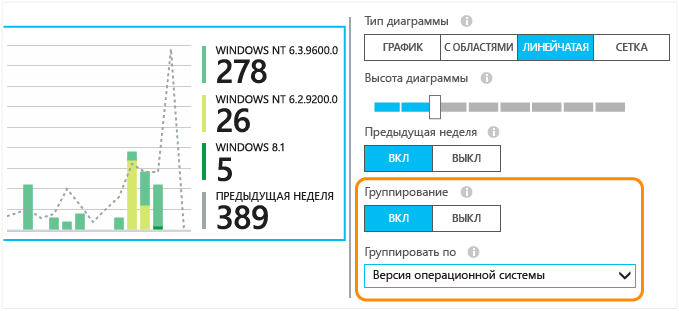 WINDOWS NT 6.3.9600.0
278
WINDOWS NT 6.2.9200.0
26
WINDOWS 8.1
5
ПРЕДЫДУЩАЯ НЕДЕЛЯ
389
Тип диаграммы
ГРАФИК С ОБЛАСТЯМИ ЛИНЕЙЧАТАЯ СЕТКА
Высота диаграммы
Предыдущая неделя
ВКЛ ВЫКЛ
Группирование
ВКЛ ВЫКЛ
Группировать по
Версия операционной системы